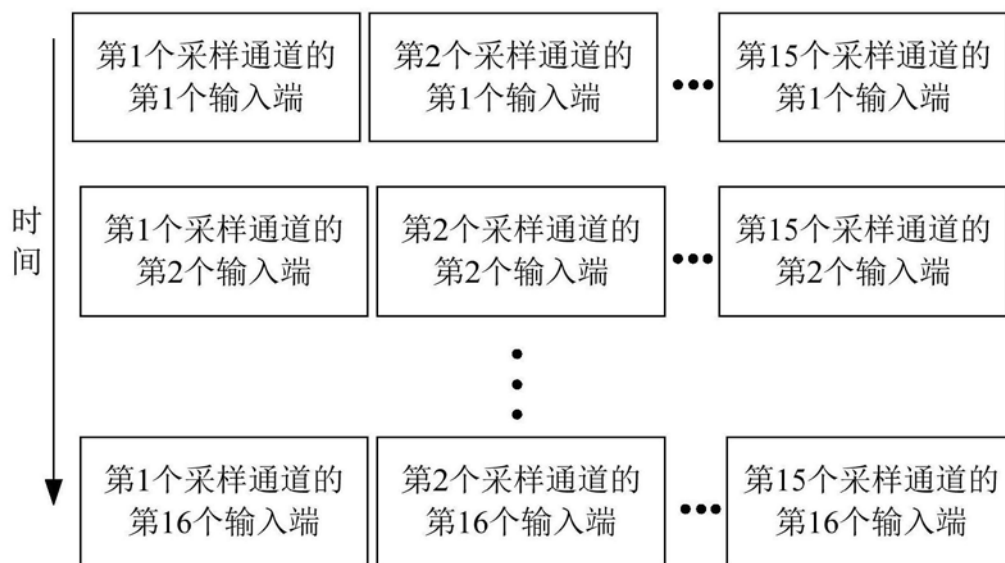 第1个采样通道的
第1个输入端
第2个采样通道的
第1个输入端
第15个采样通道的
第1个输入端
时
间
第1个采样通道的
第2个输入端
第2个采样通道的
第2个输入端
第15个采样通道的
第2个输入端
第1个采样通道的
第16个输入端
第2个采样通道的
第16个输入端
第15个采样通道的
第16个输入端